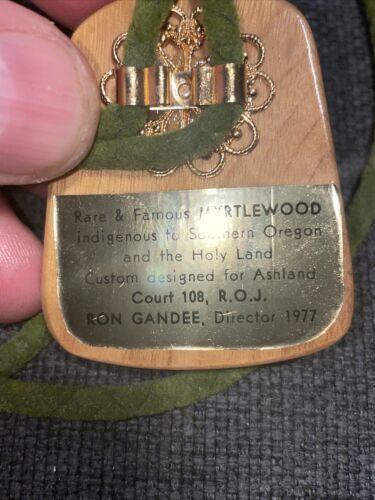 Rare & Famous MYRTLEWOOD
indigenous to Southern Oregon
and the Holy Land
Custom designed for Ashland
Court 108, R.O.J.
RON GANDEE, Director 1977